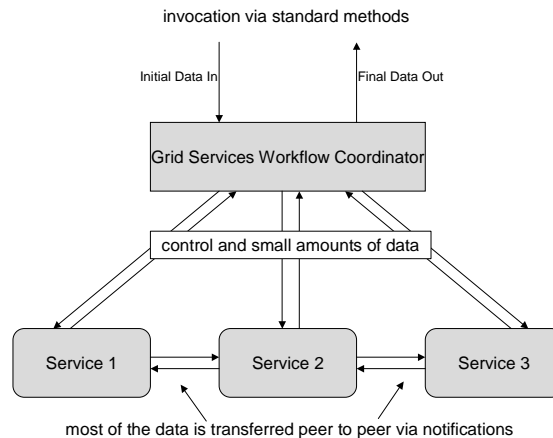 invocation via standard methods
Initial Data In
Final Data Out
Grid Services Workflow Coordinator
control and small amounts of data
Service 1
Service 2
Service 3
most of the data is transferred peer to peer via notifications